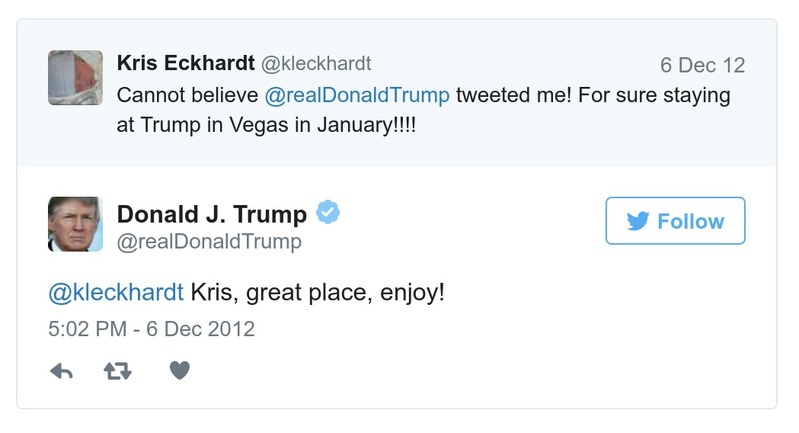 Kris Eckhardt @kleckhardt
6 Dec 12
Cannot believe @realDonaldTrump tweeted me! For sure staying
at Trump in Vegas in January!!!!
Donald J. Trump
@realDonaldTrump
Follow
@kleckhardt Kris, great place, enjoy!
5:02 PM - 6 Dec 2012